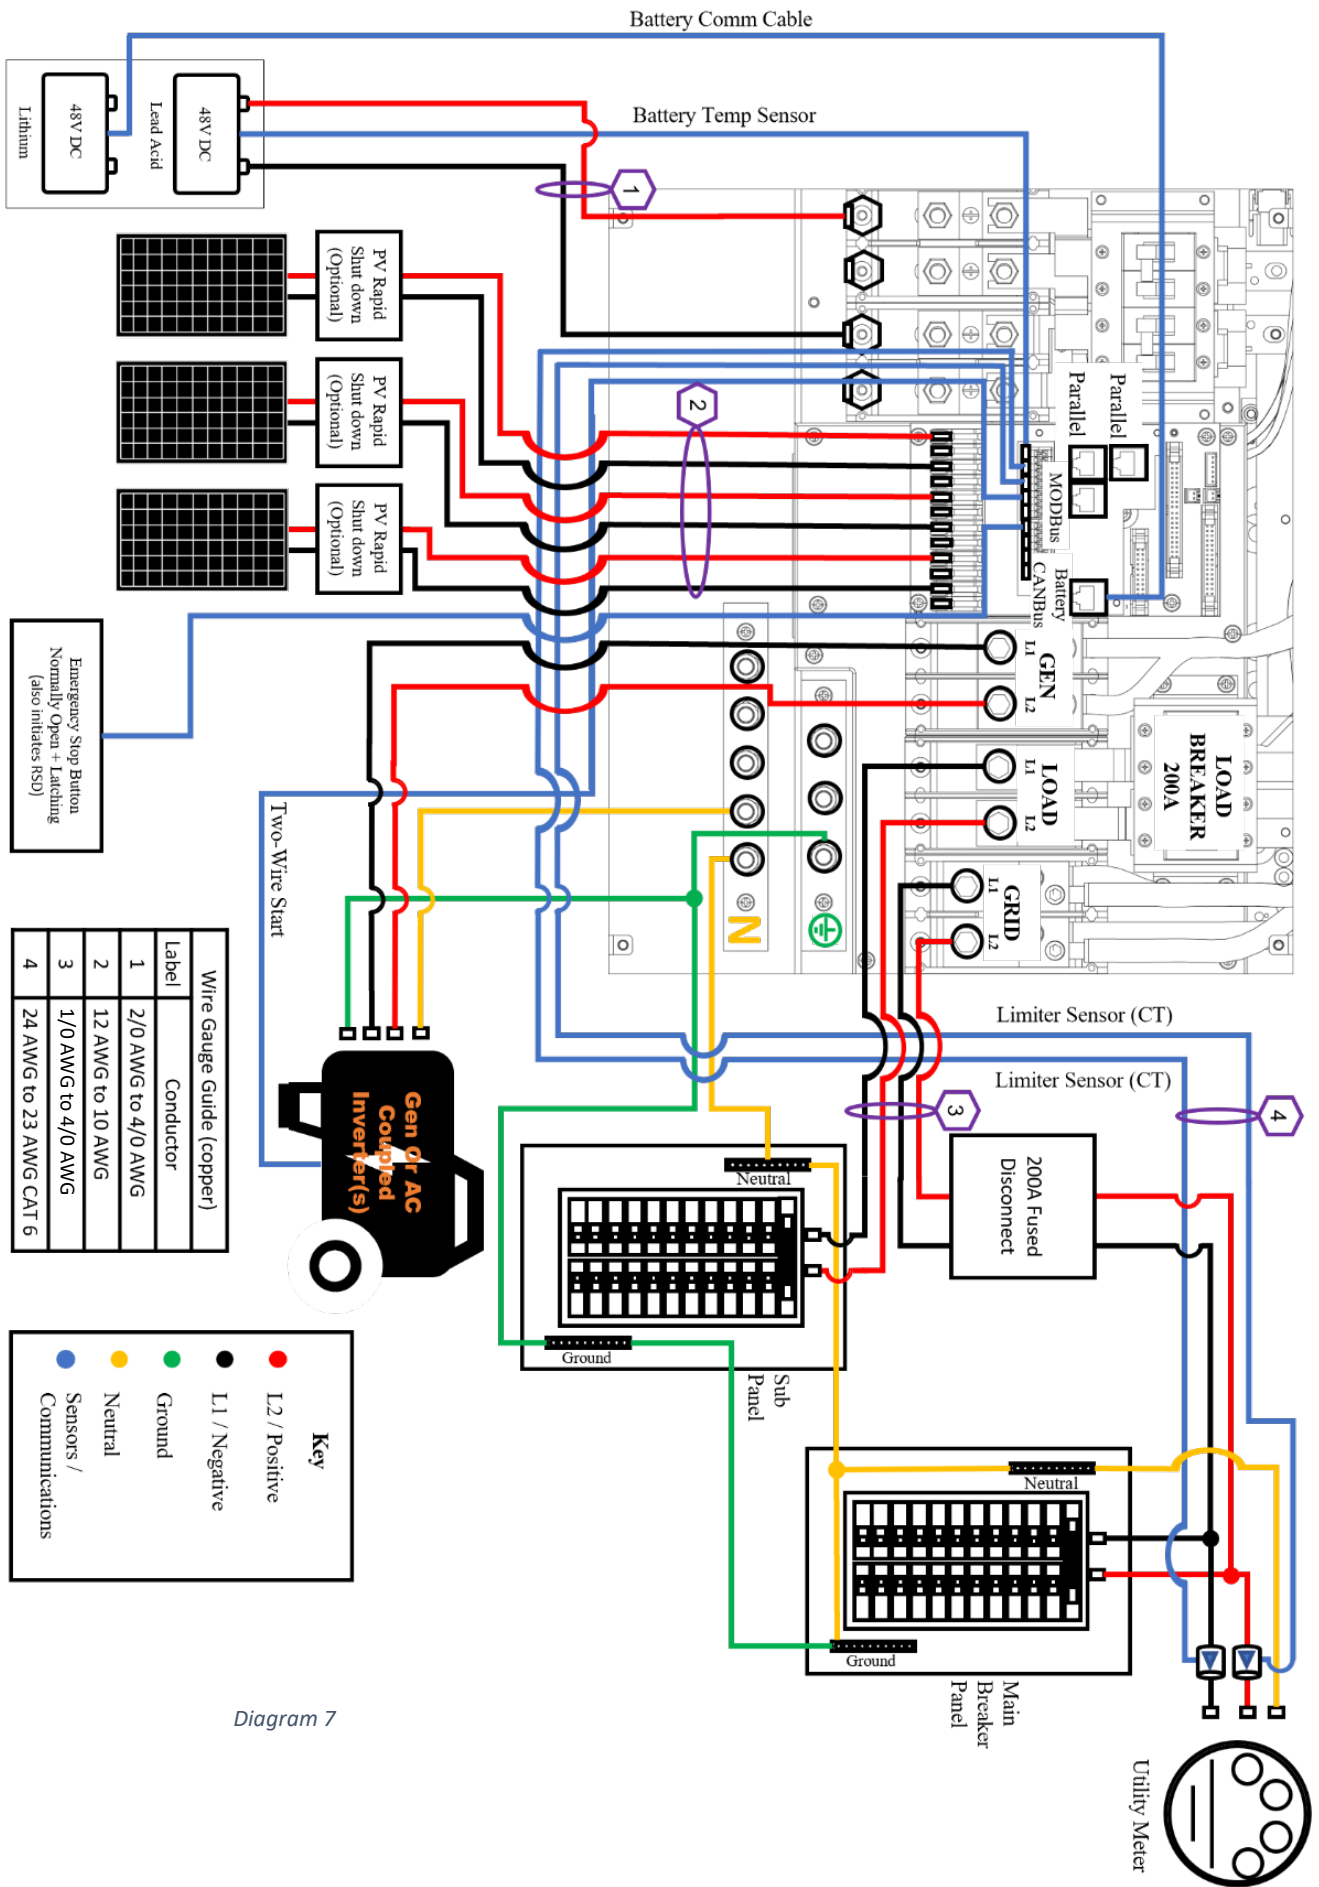 Battery Comm Cable
Battery Temp Sensor
48V DC
Lithium
48V DC
Lead Acid
1
PV Rapid
Shut down
(Optional)
PV Rapid
Shut down
(Optional)
PV Rapid
Shut down
(Optional)
2
Parallel
Parallel
MODBus
Battery
CANBus
L1
GEN
L2
L1
LOAD
L2
LOAD
BREAKER
200A
L1
GRID
L2
N
Emergency Stop Button
Normally Open + Latching
(also initiates RSD)
Two-Wire Start
Limiter Sensor (CT)
Limiter Sensor (CT)
3
4
Gen Or AC
Coupled
Inverter(s)
200A Fused
Disconnect
Neutral
Ground
Sub
Panel
Neutral
Ground
Main
Breaker
Panel
Utility Meter
Wire Gauge Guide (copper)
Label Conductor
1 2/0 AWG to 4/0 AWG
2 12 AWG to 10 AWG
3 1/0 AWG to 4/0 AWG
4 24 AWG to 23 AWG CAT 6
Key
L2 / Positive
L1 / Negative
Ground
Neutral
Sensors /
Communications
Diagram 7